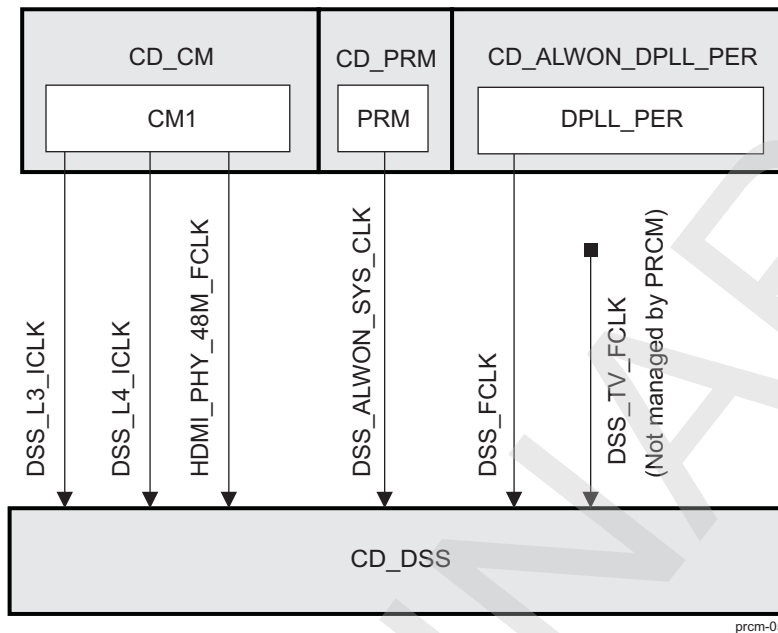 CD_CM
CD_PRM
CD_ALWON_DPLL_PER
CM1
PRM
DPLL_PER
DSS_L3_ICLK
DSS_L4_ICLK
HDMI_PHY_48M_FCLK
DSS_ALWON_SYS_CLK
DSS_FCLK
DSS_TV_FCLK
(Not managed by PRCM)
CD_DSS